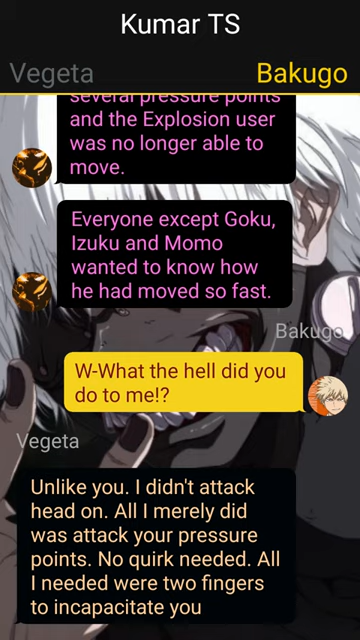 Kumar TS
Vegeta
Bakugo
several pressure points
and the Explosion user
was no longer able to
move.
Everyone except Goku,
Izuku and Momo
wanted to know how
he had moved so fast.
Bakugo
W-What the hell did you
do to me!?
Vegeta
Unlike you. I didn't attack
head on. All I merely did
was attack your pressure
points. No quirk needed. All
I needed were two fingers
to incapacitate you